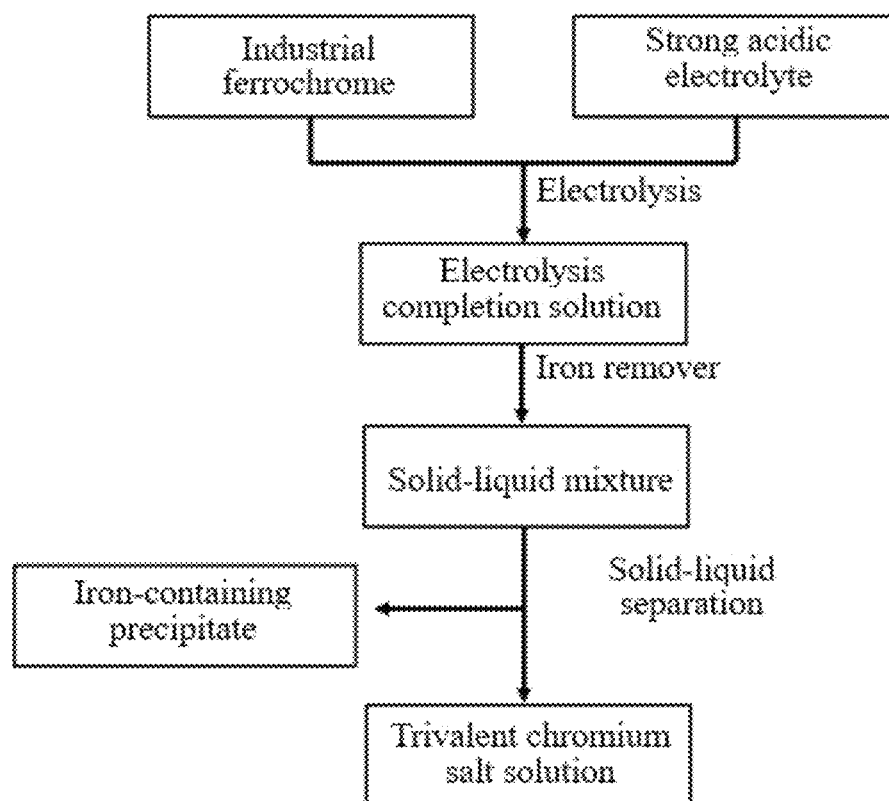 Industrial
ferrochrome
Strong acidic
electrolyte
Electrolysis
Electrolysis
completion solution
Iron remover
Solid-liquid mixture
Solid-liquid
separation
Iron-containing
precipitate
Trivalent chromium
salt solution